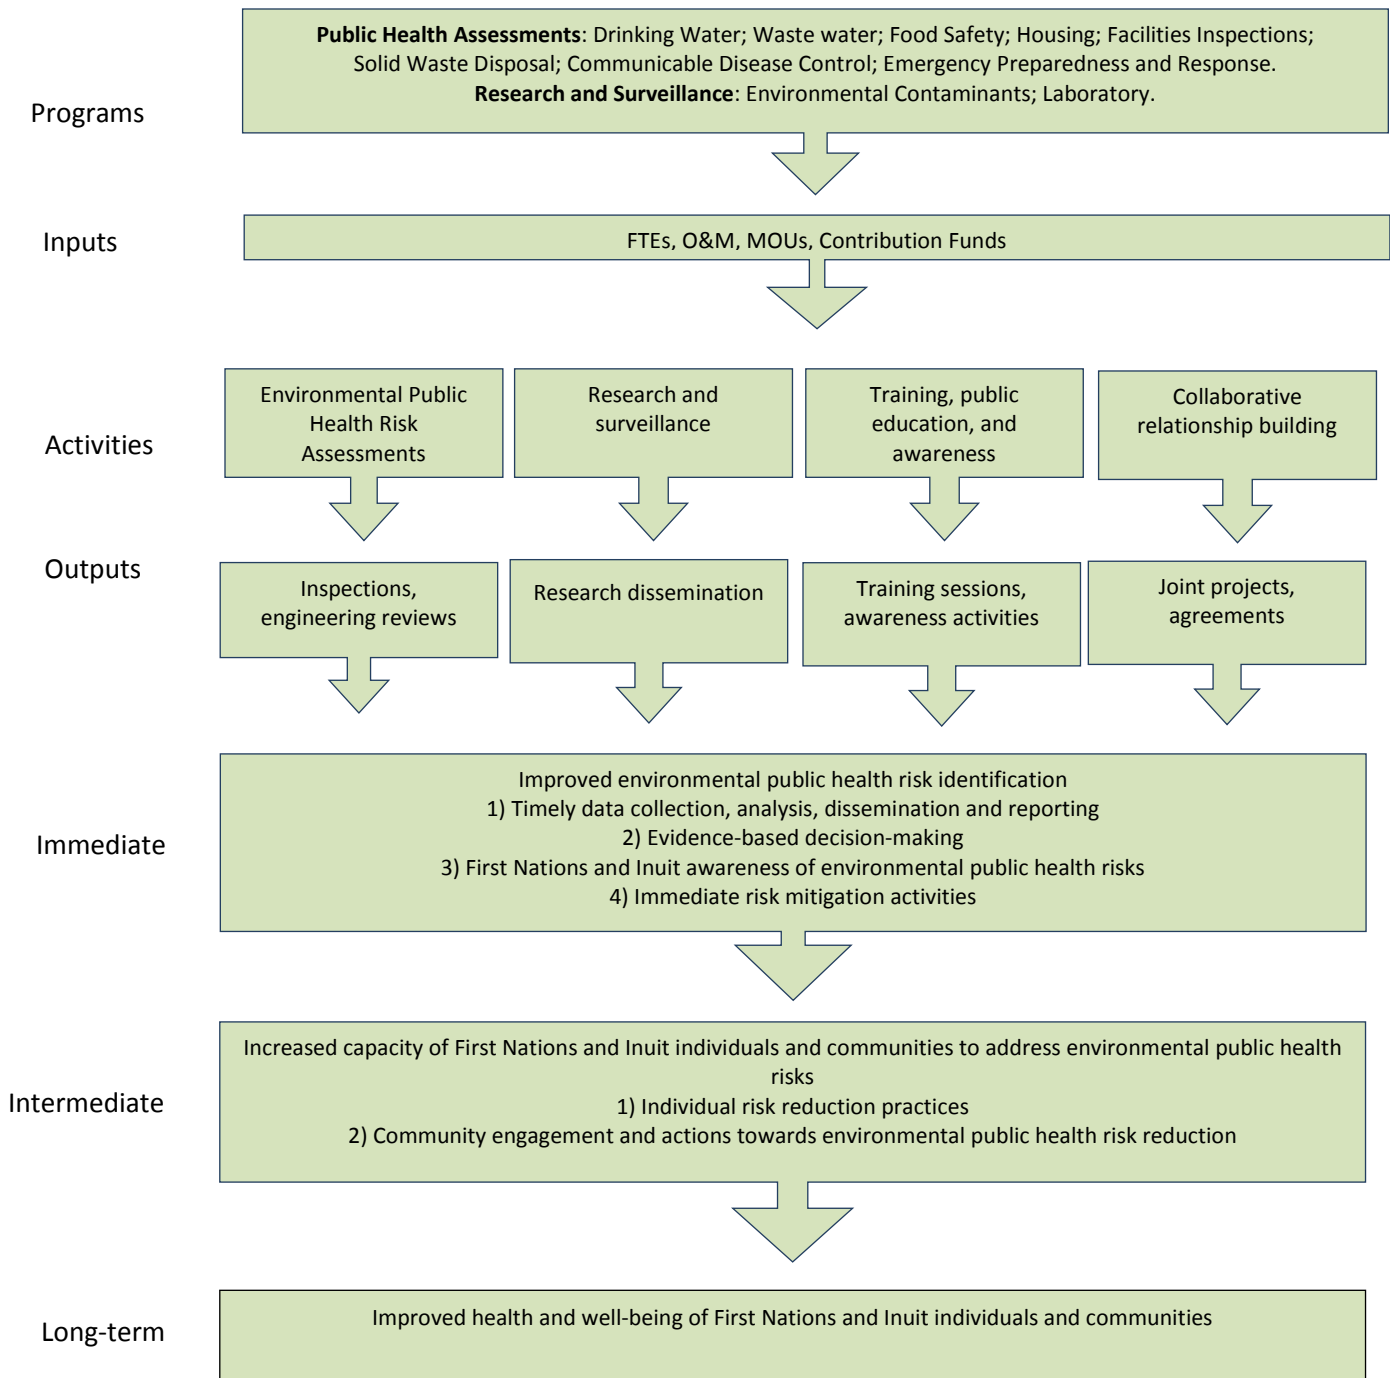 Programs
Public Health Assessments: Drinking Water; Waste water; Food Safety; Housing; Facilities Inspections;
Solid Waste Disposal; Communicable Disease Control; Emergency Preparedness and Response.
Research and Surveillance: Environmental Contaminants; Laboratory.
Inputs
FTEs, O&M, MOUs, Contribution Funds
Activities
Environmental Public
Health Risk
Assessments
Research and
surveillance
Training, public
education, and
awareness
Collaborative
relationship building
Outputs
Inspections,
engineering reviews
Research dissemination
Training sessions,
awareness activities
Joint projects,
agreements
Immediate
Improved environmental public health risk identification
1) Timely data collection, analysis, dissemination and reporting
2) Evidence-based decision-making
3) First Nations and Inuit awareness of environmental public health risks
4) Immediate risk mitigation activities
Intermediate
Increased capacity of First Nations and Inuit individuals and communities to address environmental public health
risks
1) Individual risk reduction practices
2) Community engagement and actions towards environmental public health risk reduction
Long-term
Improved health and well-being of First Nations and Inuit individuals and communities